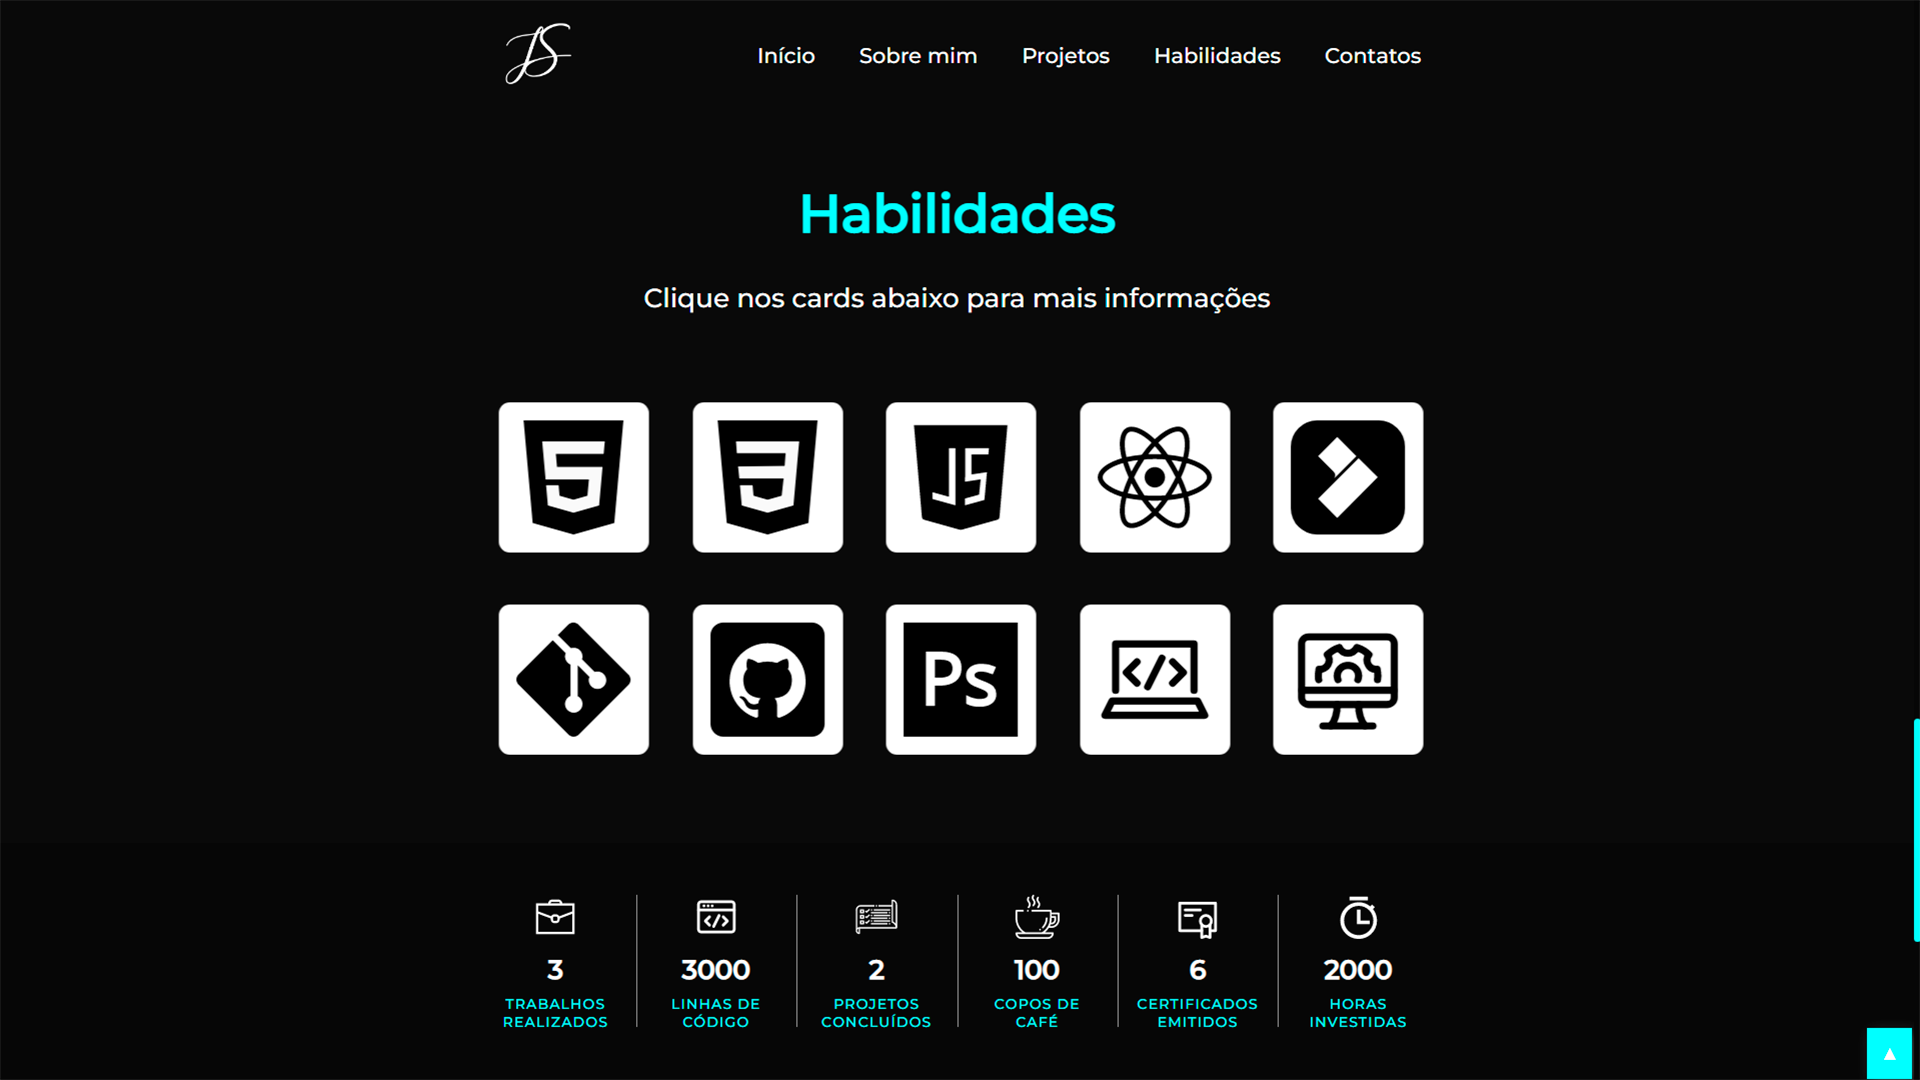 JS
Início Sobre mim Projetos Habilidades Contatos
Habilidades
Clique nos cards abaixo para mais informações
5 3 JS
Ps </>
</>
3 3000 2 100 6 2000
TRABALHOS REALIZADOS
LINHAS DE CÓDIGO
PROJETOS CONCLUÍDOS
COPOS DE CAFÉ
CERTIFICADOS EMITIDOS
HORAS INVESTIDAS